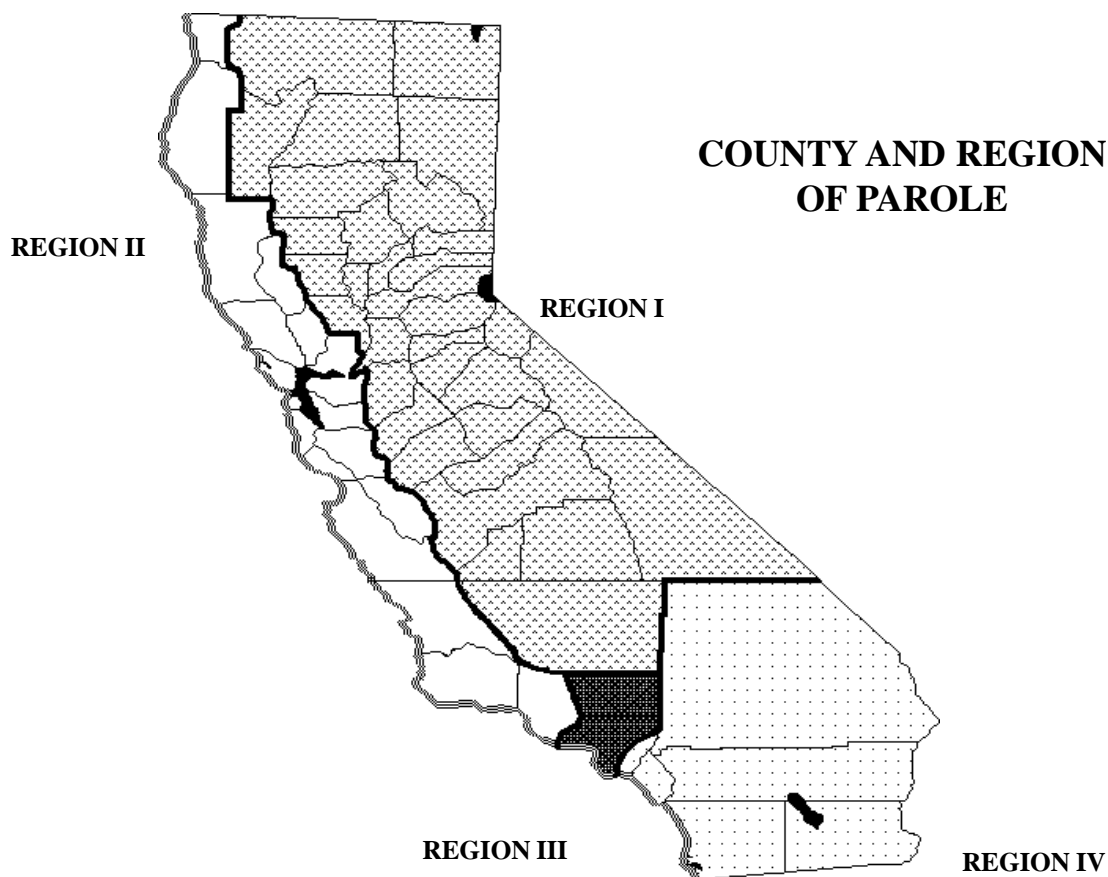 COUNTY AND REGION
OF PAROLE
REGION II
REGION I
REGION III
REGION IV